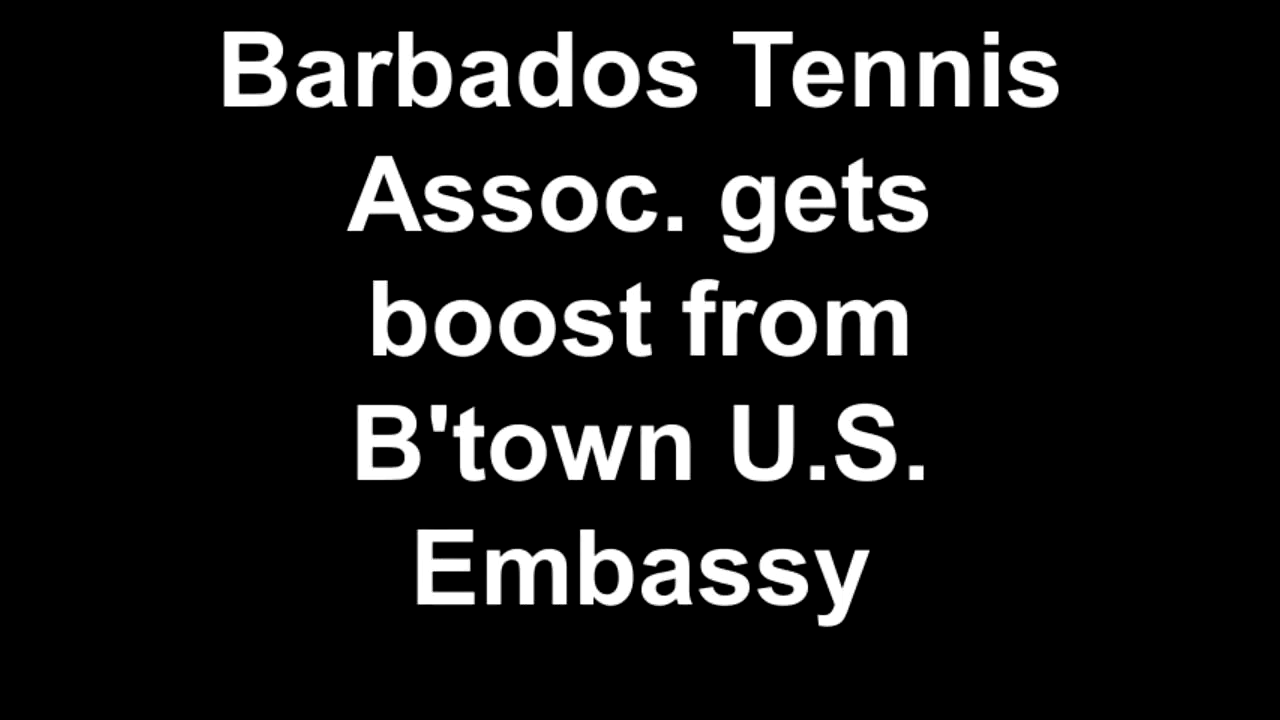 Barbados Tennis
Assoc. gets
boost from
B'town U.S.
Embassy